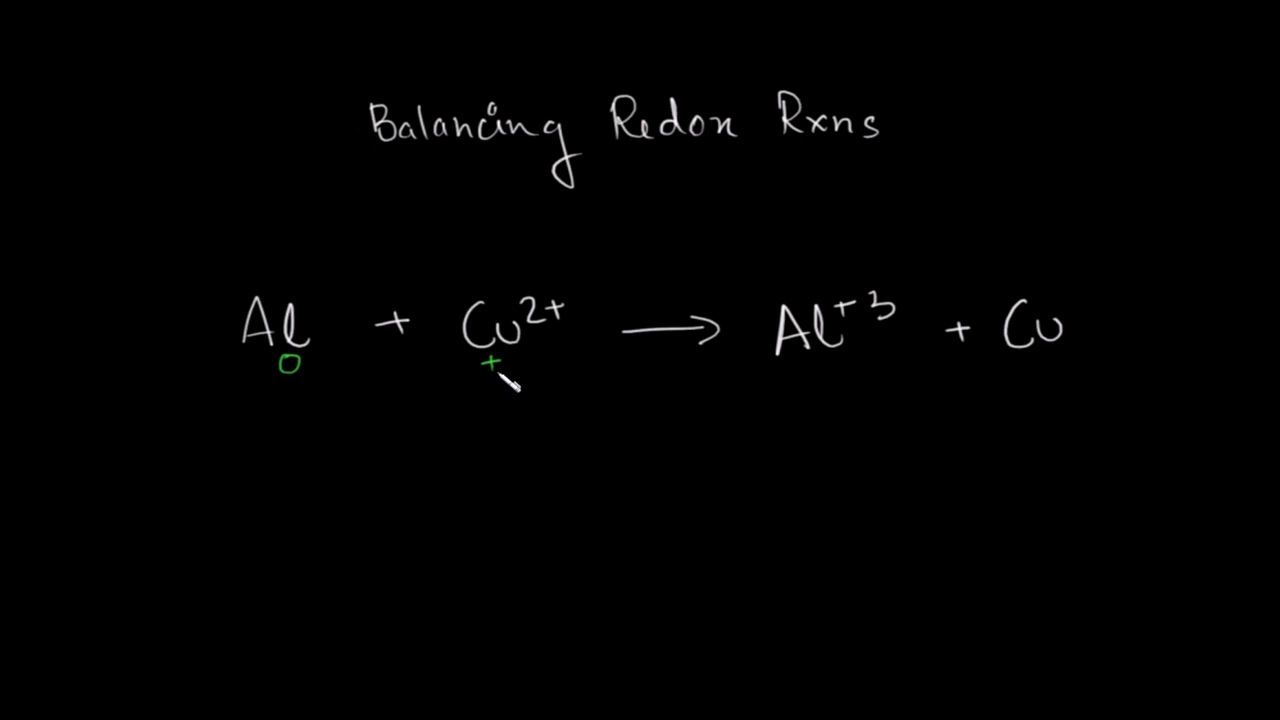 Balancing Redox Rxns
Al + Cu²⁺ → Al⁺³ + Cu
0 +